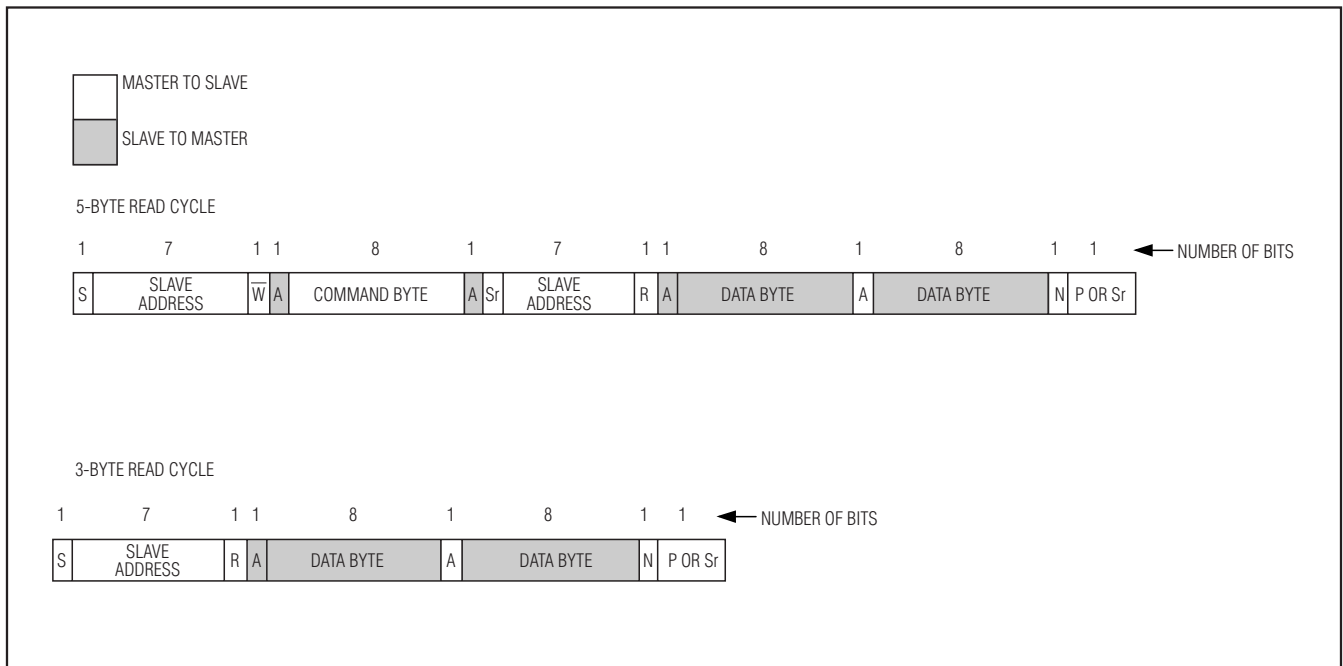 MASTER TO SLAVE
SLAVE TO MASTER
5-BYTE READ CYCLE
1 7 1 1 8 1 7 1 1 8 1 8 1 1 NUMBER OF BITS
S SLAVE ADDRESS W̅ A COMMAND BYTE A Sr SLAVE ADDRESS R A DATA BYTE A DATA BYTE N P OR Sr
3-BYTE READ CYCLE
1 7 1 1 8 1 8 1 1 NUMBER OF BITS
S SLAVE ADDRESS R A DATA BYTE A DATA BYTE N P OR Sr